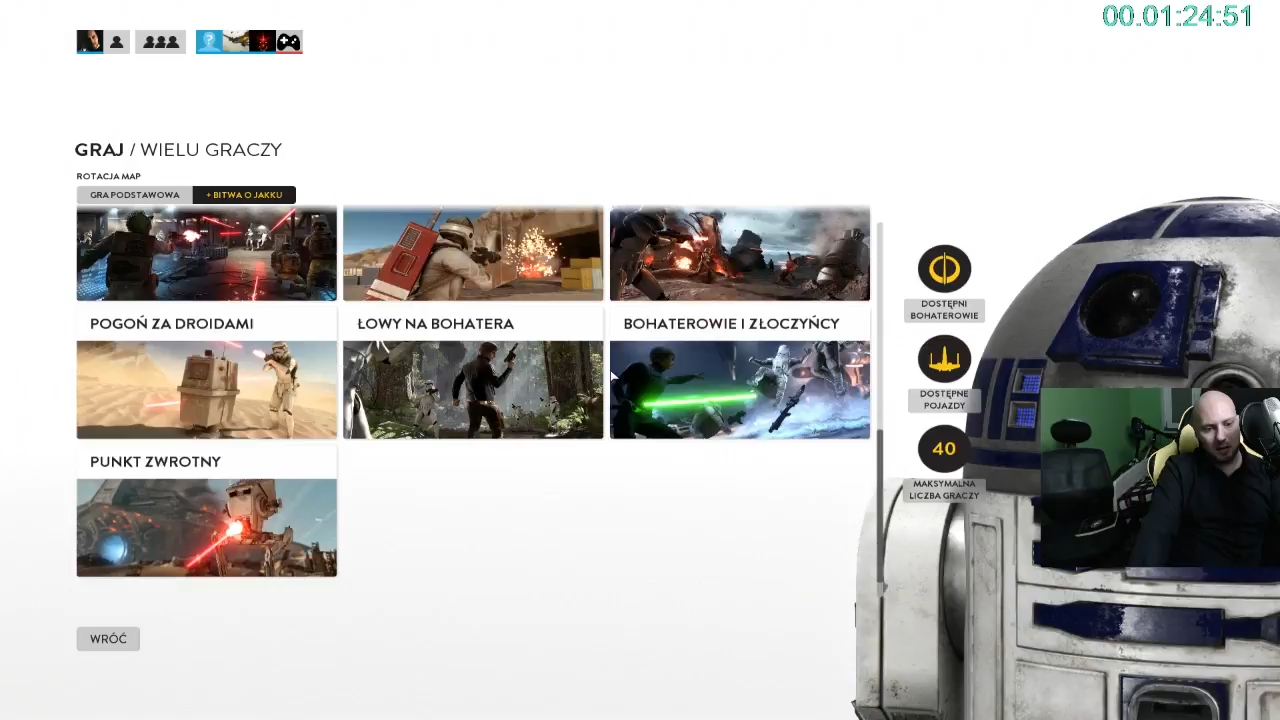 00.01:24:51
GRAJ / WIELU GRACZY
ROTACJA MAP
GRA PODSTAWOWA
+ BITWA O JAKKU
POGOŃ ZA DROIDAMI
ŁOWY NA BOHATERA
BOHATEROWIE I ZŁOCZYŃCY
PUNKT ZWROTNY
DOSTĘPNI
BOHATEROWIE
DOSTĘPNE
POJAZDY
40
MAKSYMALNA
LICZBA GRACZY
WRÓĆ